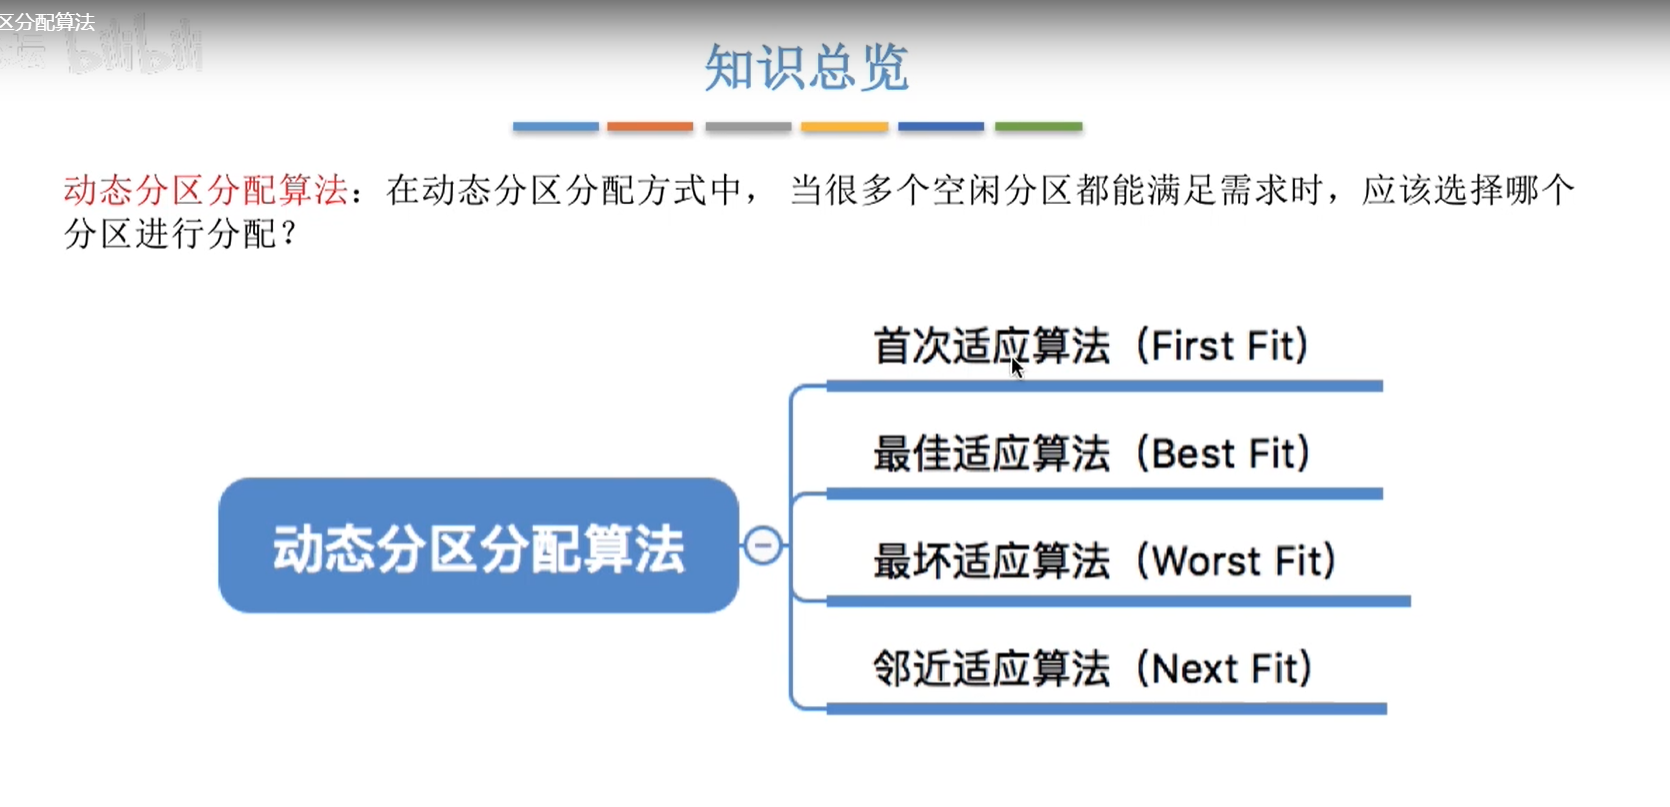 区分配算法
bilibili
知识总览
动态分区分配算法：在动态分区分配方式中， 当很多个空闲分区都能满足需求时，应该选择哪个
分区进行分配？
首次适应算法（First Fit）
最佳适应算法（Best Fit）
动态分区分配算法
最坏适应算法（Worst Fit）
邻近适应算法（Next Fit）